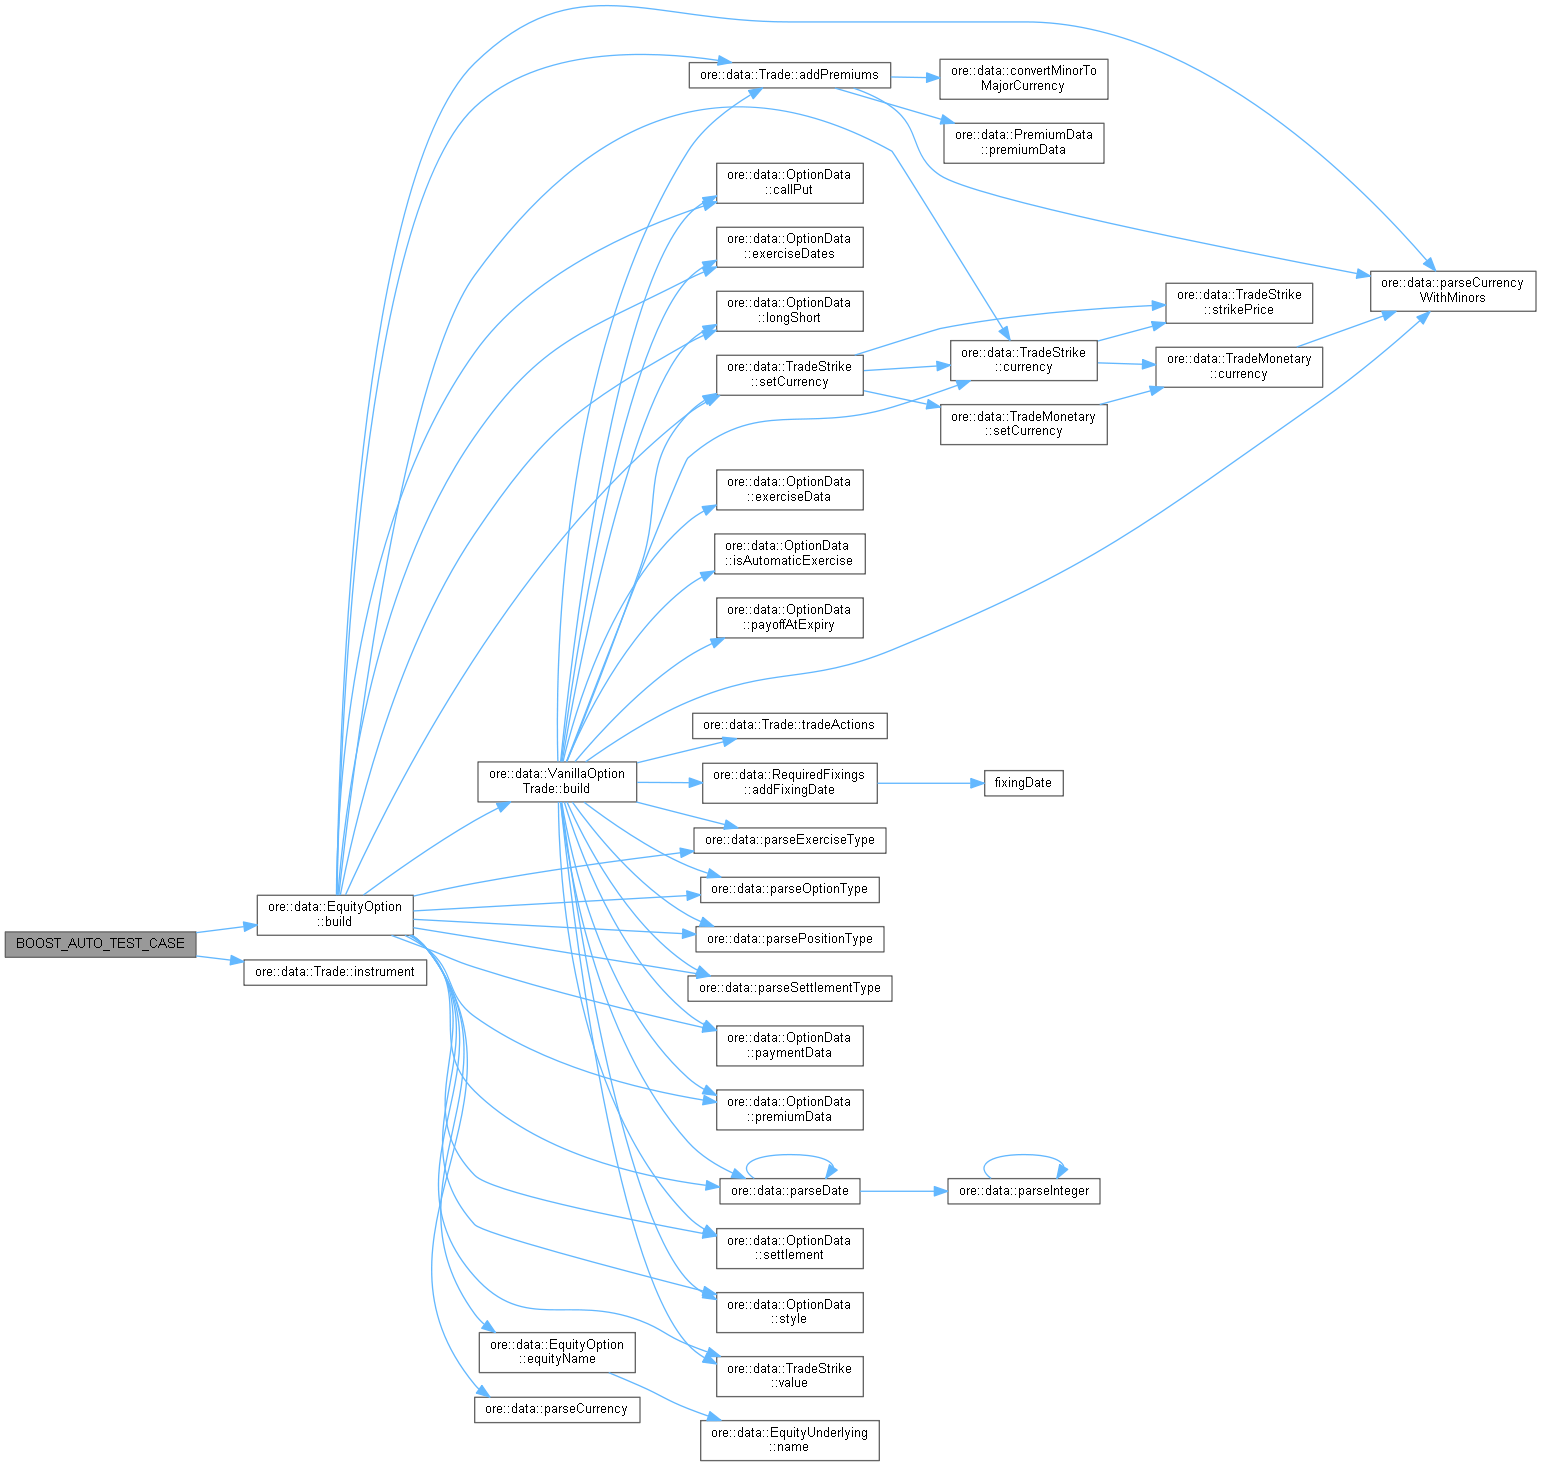 ore::data::Trade::addPremiums
ore::data::convertMinorTo
MajorCurrency
ore::data::PremiumData
::premiumData
ore::data::OptionData
::callPut
ore::data::OptionData
::exerciseDates
ore::data::OptionData
::longShort
ore::data::TradeStrike
::setCurrency
ore::data::TradeStrike
::currency
ore::data::TradeMonetary
::setCurrency
ore::data::TradeStrike
::strikePrice
ore::data::TradeMonetary
::currency
ore::data::parseCurrency
WithMinors
ore::data::OptionData
::exerciseData
ore::data::OptionData
::isAutomaticExercise
ore::data::OptionData
::payoffAtExpiry
ore::data::Trade::tradeActions
ore::data::VanillaOption
Trade::build
ore::data::RequiredFixings
::addFixingDate
fixingDate
ore::data::parseExerciseType
ore::data::parseOptionType
ore::data::EquityOption
::build
BOOST_AUTO_TEST_CASE
ore::data::Trade::instrument
ore::data::parsePositionType
ore::data::parseSettlementType
ore::data::OptionData
::paymentData
ore::data::OptionData
::premiumData
ore::data::parseDate
ore::data::parseInteger
ore::data::OptionData
::settlement
ore::data::OptionData
::style
ore::data::EquityOption
::equityName
ore::data::TradeStrike
::value
ore::data::parseCurrency
ore::data::EquityUnderlying
::name